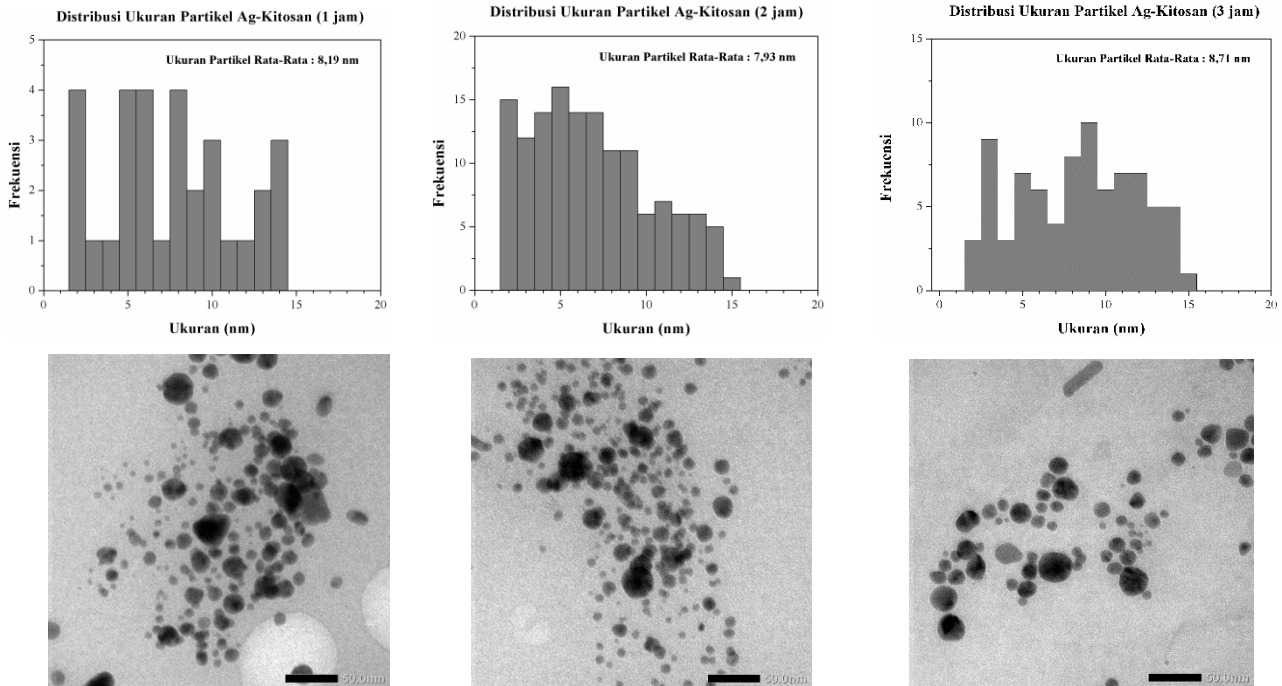 Distribusi Ukuran Partikel Ag-Kitosan (1 jam)
Ukuran Partikel Rata-Rata : 8,19 nm
Frekuensi
5
4
3
2
1
0
0 5 10 15 20
Ukuran (nm)
Distribusi Ukuran Partikel Ag-Kitosan (2 jam)
Ukuran Partikel Rata-Rata : 7,93 nm
Frekuensi
20
15
10
5
0
0 5 10 15 20
Ukuran (nm)
Distribusi Ukuran Partikel Ag-Kitosan (3 jam)
Ukuran Partikel Rata-Rata : 8,71 nm
Frekuensi
15
10
5
0
0 5 10 15 20
Ukuran (nm)
50.0nm
50.0nm
50.0nm